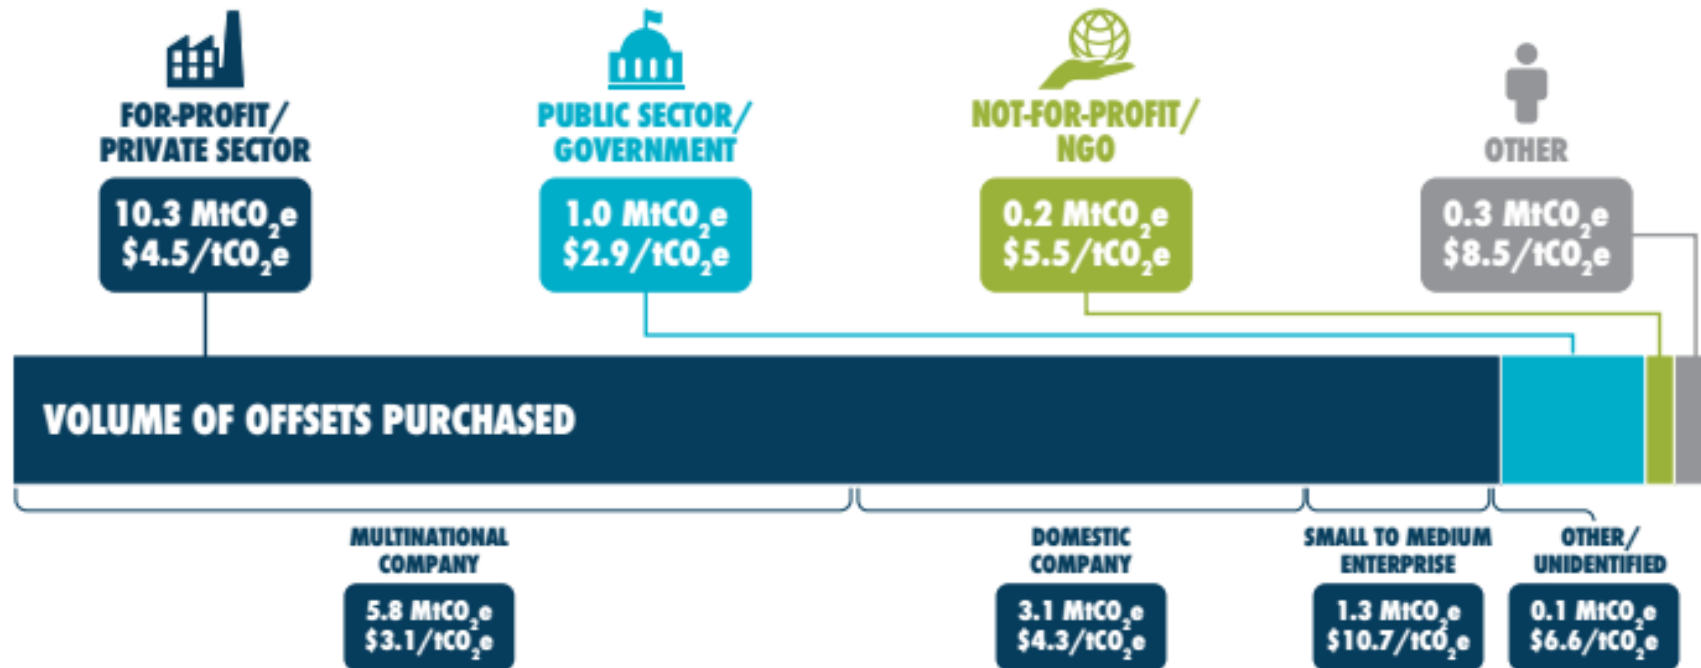 FOR-PROFIT/
PRIVATE SECTOR
10.3 MtCO₂e
$4.5/tCO₂e
PUBLIC SECTOR/
GOVERNMENT
1.0 MtCO₂e
$2.9/tCO₂e
NOT-FOR-PROFIT/
NGO
0.2 MtCO₂e
$5.5/tCO₂e
OTHER
0.3 MtCO₂e
$8.5/tCO₂e
VOLUME OF OFFSETS PURCHASED
MULTINATIONAL
COMPANY
5.8 MtCO₂e
$3.1/tCO₂e
DOMESTIC
COMPANY
3.1 MtCO₂e
$4.3/tCO₂e
SMALL TO MEDIUM
ENTERPRISE
1.3 MtCO₂e
$10.7/tCO₂e
OTHER/
UNIDENTIFIED
0.1 MtCO₂e
$6.6/tCO₂e